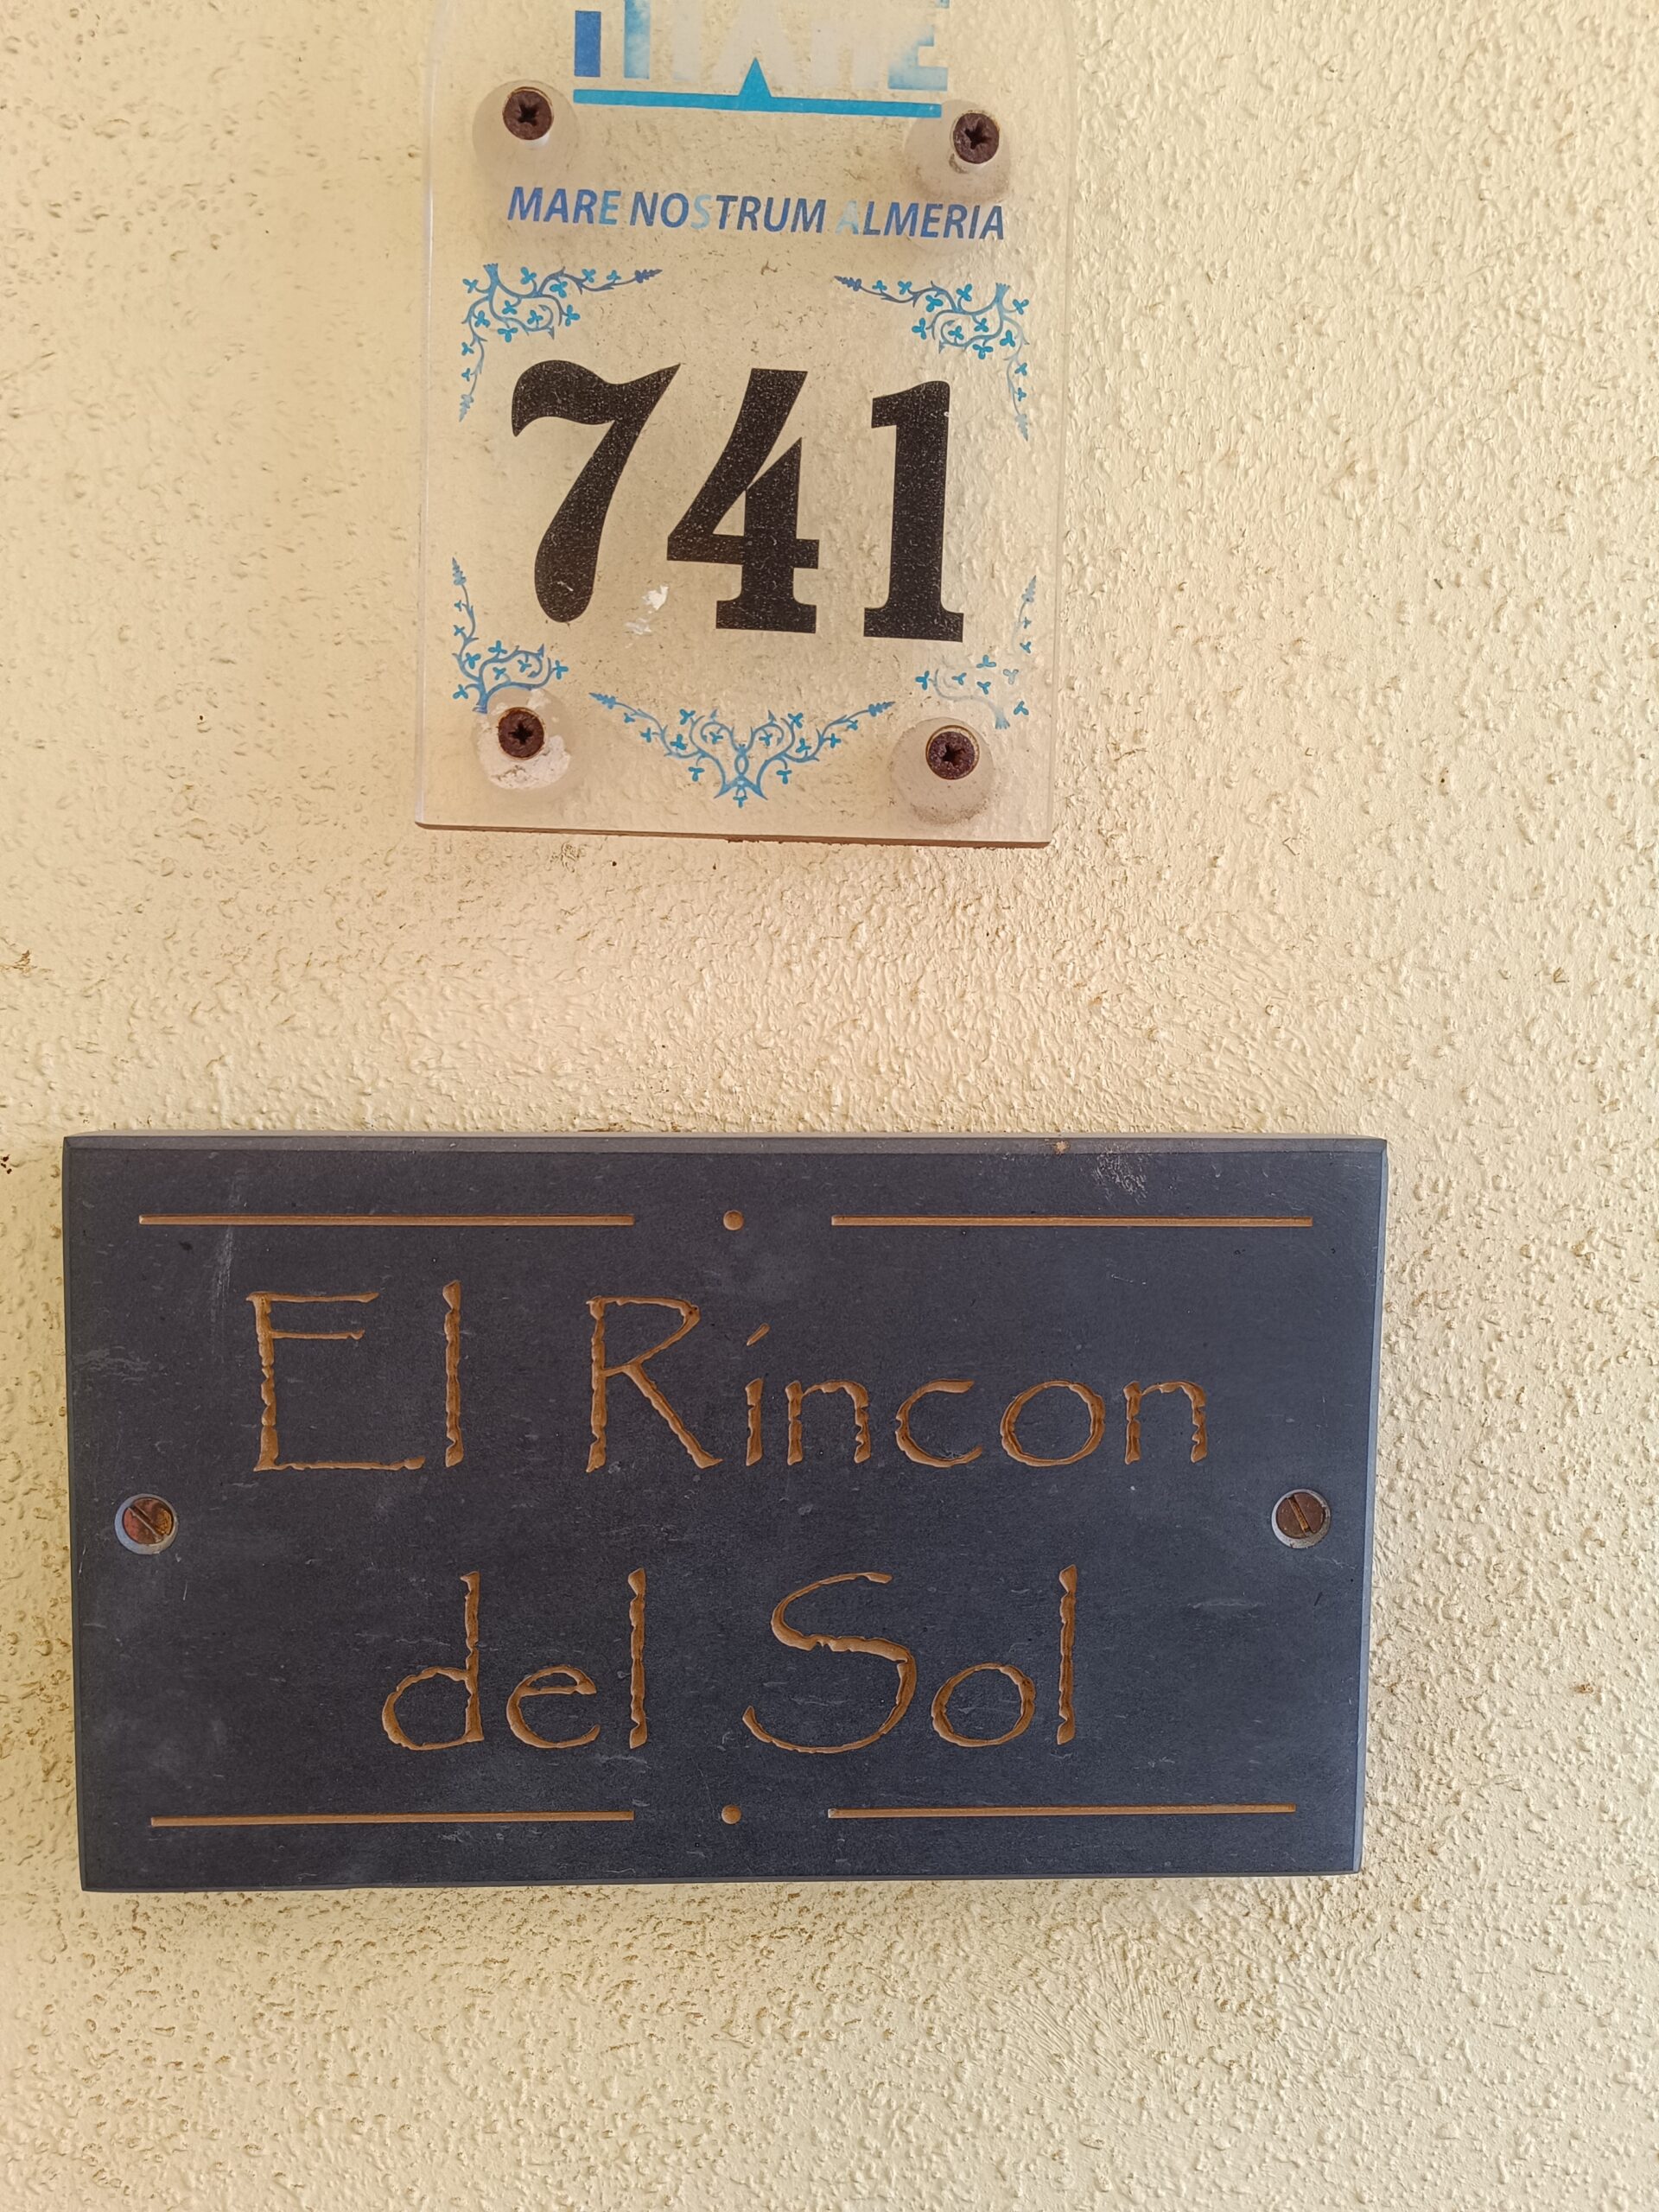 MARE NOSTRUM ALMERIA
741
El Rincon
del Sol